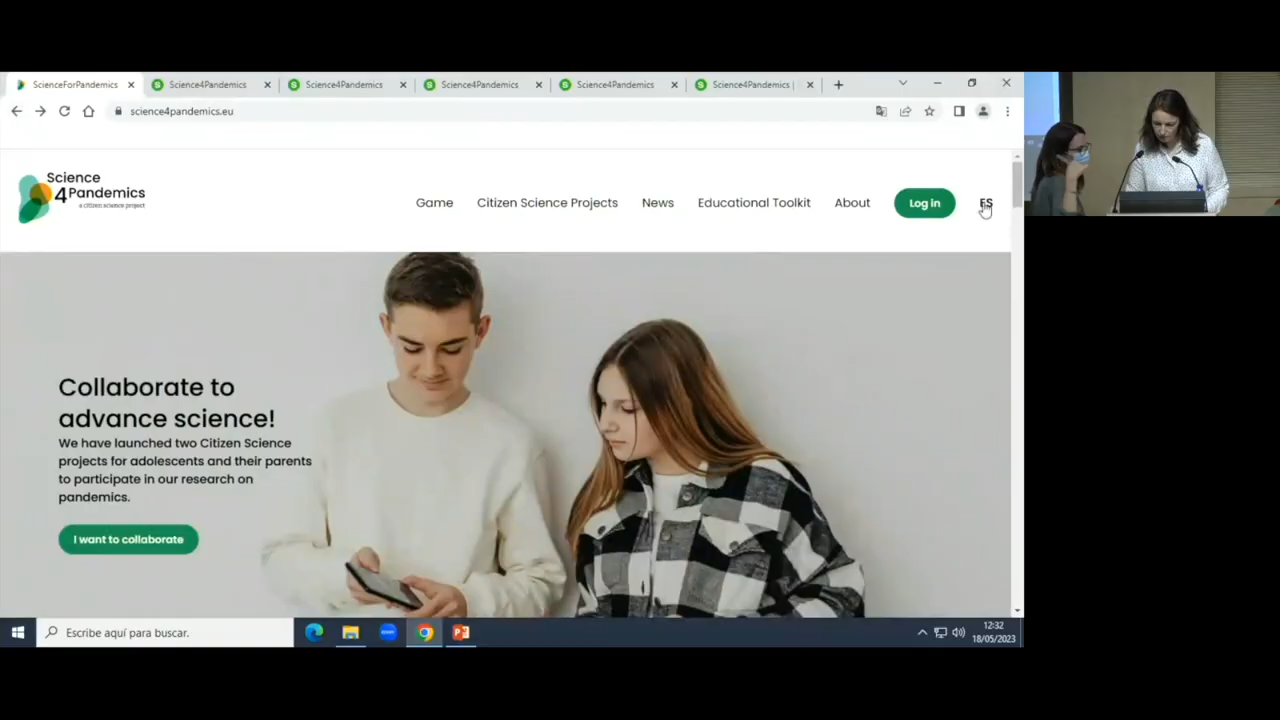 ScienceForPandemics
Science4Pandemics
Science4Pandemics
Science4Pandemics
Science4Pandemics
Science4Pandemics |
science4pandemics.eu
Science
4Pandemics
a citizen science project
Game
Citizen Science Projects
News
Educational Toolkit
About
Log in
ES
Collaborate to
advance science!
We have launched two Citizen Science
projects for adolescents and their parents
to participate in our research on
pandemics.
I want to collaborate
Escribe aquí para buscar.
zoom
12:32
18/05/2023